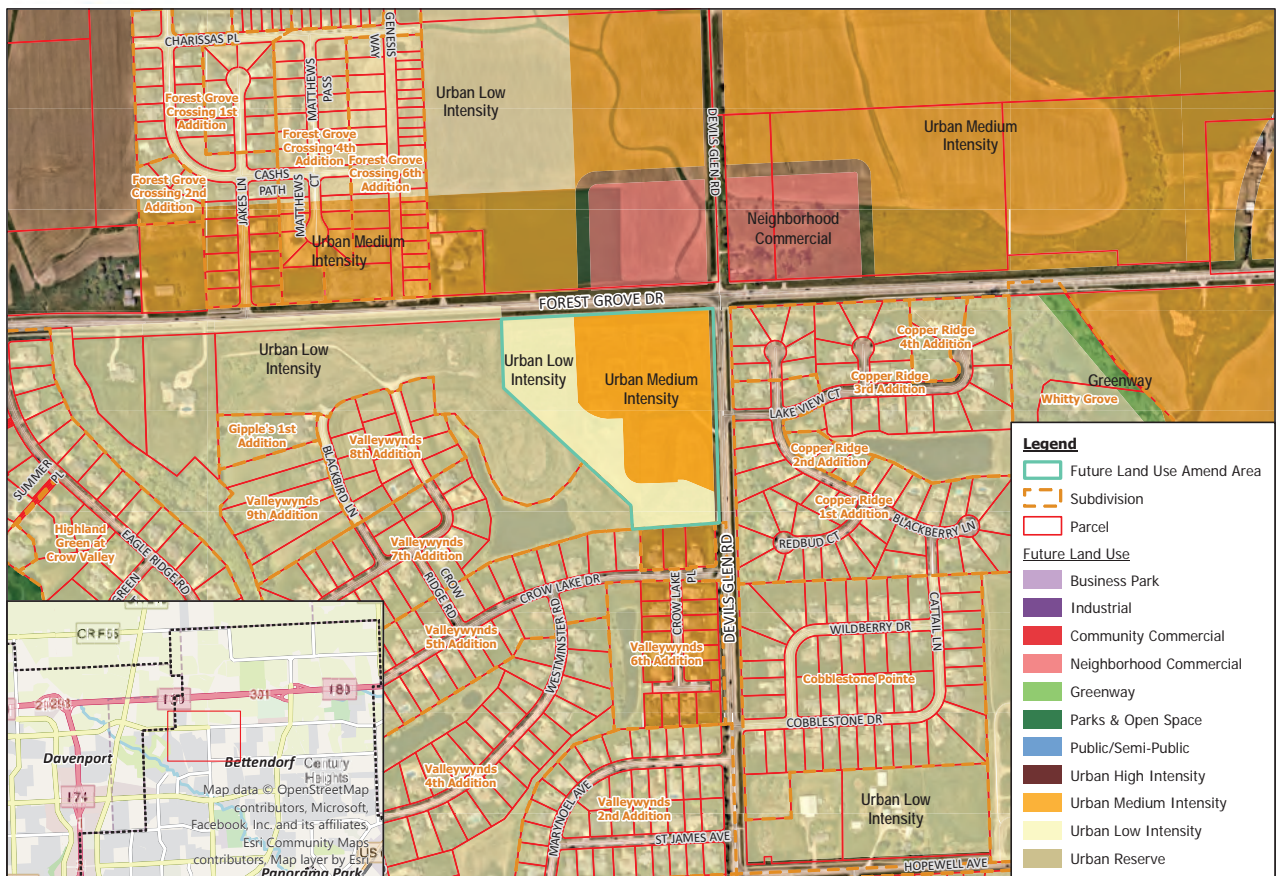 CHARISSAS PL
GENESIS
WAY
MATTHEWS
PASS
Forest Grove
Crossing 1st
Addition
Forest Grove
Crossing 4th
Addition
Forest Grove
Crossing 6th
Addition
Forest Grove
Crossing 2nd
Addition
CASHS
PATH
JAKES LN
MATTHEWS
CT
Urban Medium
Intensity
Urban Low
Intensity
DEVILS GLEN RD
Urban Medium
Intensity
Neighborhood
Commercial
FOREST GROVE DR
Urban Low
Intensity
Urban Low
Intensity
Urban Medium
Intensity
Copper Ridge
4th Addition
Copper Ridge
3rd Addition
LAKE VIEW CT
Greenway
Whitty Grove
Gipple's 1st
Addition
Valleywynds
8th Addition
BLACKBIRD LN
Copper Ridge
2nd Addition
SUMMER
PL
Valleywynds
9th Addition
Copper Ridge
1st Addition
BLACKBERRY LN
REDBUD CT
Highland
Green at
Crow Valley
EAGLE RIDGE RD
GREEN
Valleywynds
7th Addition
CROW
RIDGE RD
CROW LAKE DR
CROW LAKE
PL
DEVILS GLEN RD
WESTMINSTER RD
Valleywynds
5th Addition
Valleywynds
6th Addition
WILDBERRY DR
CATTAIL LN
Cobblestone Pointe
COBBLESTONE DR
Valleywynds
4th Addition
MARYNOEL AVE
Valleywynds
2nd Addition
ST JAMES AVE
Urban Low
Intensity
HOPEWELL AVE
CR F55
Davenport
Bettendorf
Century
Heights
174
Map data © OpenStreetMap
contributors, Microsoft,
Facebook, Inc. and its affiliates,
Esri Community Maps
contributors, Map layer by Esri
US
Panorama Park
Legend
Future Land Use Amend Area
Subdivision
Parcel
Future Land Use
Business Park
Industrial
Community Commercial
Neighborhood Commercial
Greenway
Parks & Open Space
Public/Semi-Public
Urban High Intensity
Urban Medium Intensity
Urban Low Intensity
Urban Reserve